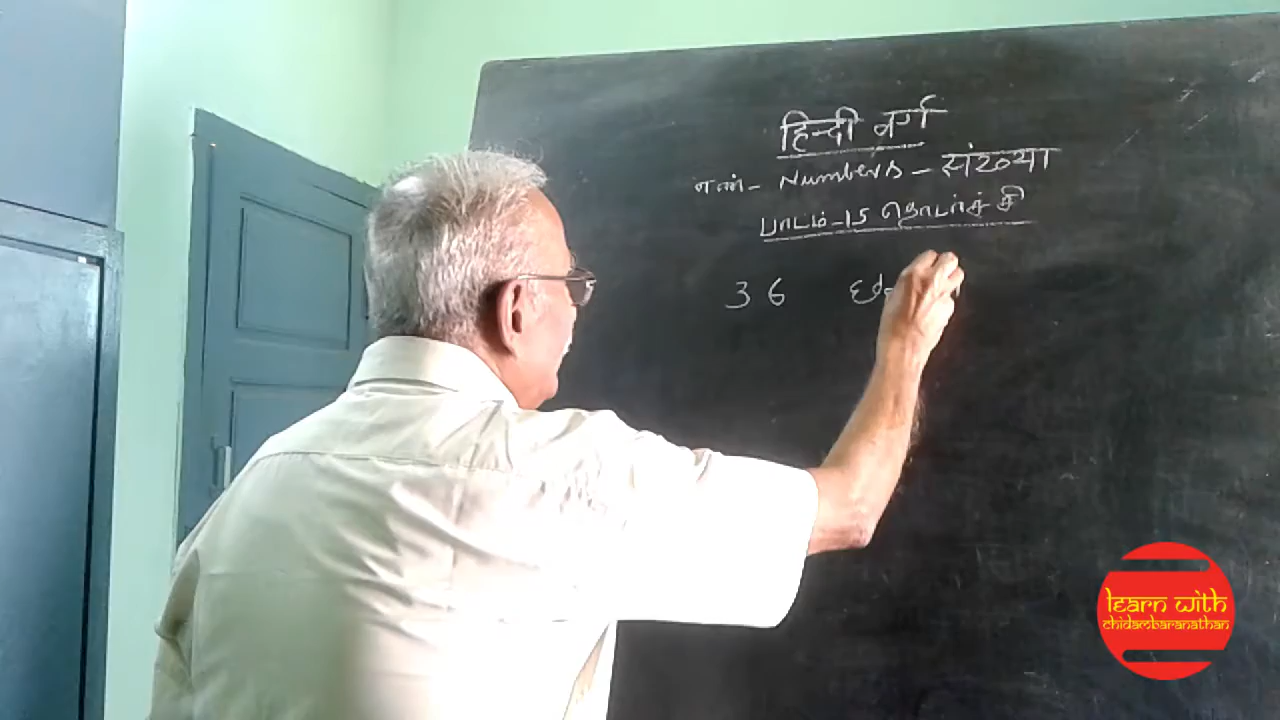 हिन्दी वर्ग
எண் - Numbers - संख्या
பாடம் - 15 தொடர்ச்சி
36
LEARN WITH
chidambaranathan